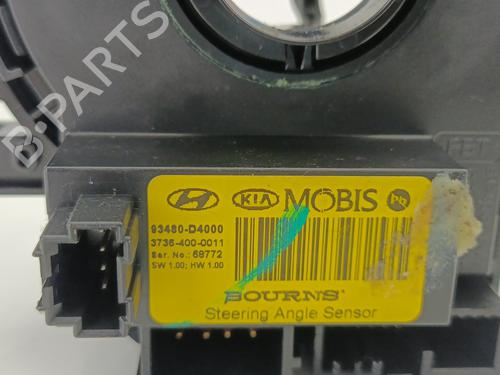 B-PARTS
KIA MOBIS Pb
93480-D4000
3736-400-0011
Ser. No.: 68772
SW 1.00; HW 1.00
BOURNS®
Steering Angle Sensor